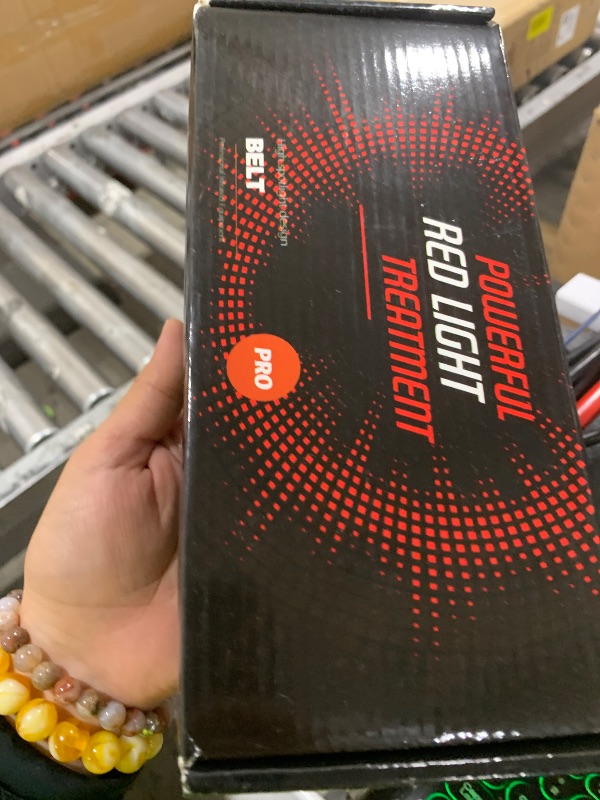 POWERFUL
RED LIGHT
TREATMENT
BELT
PRO